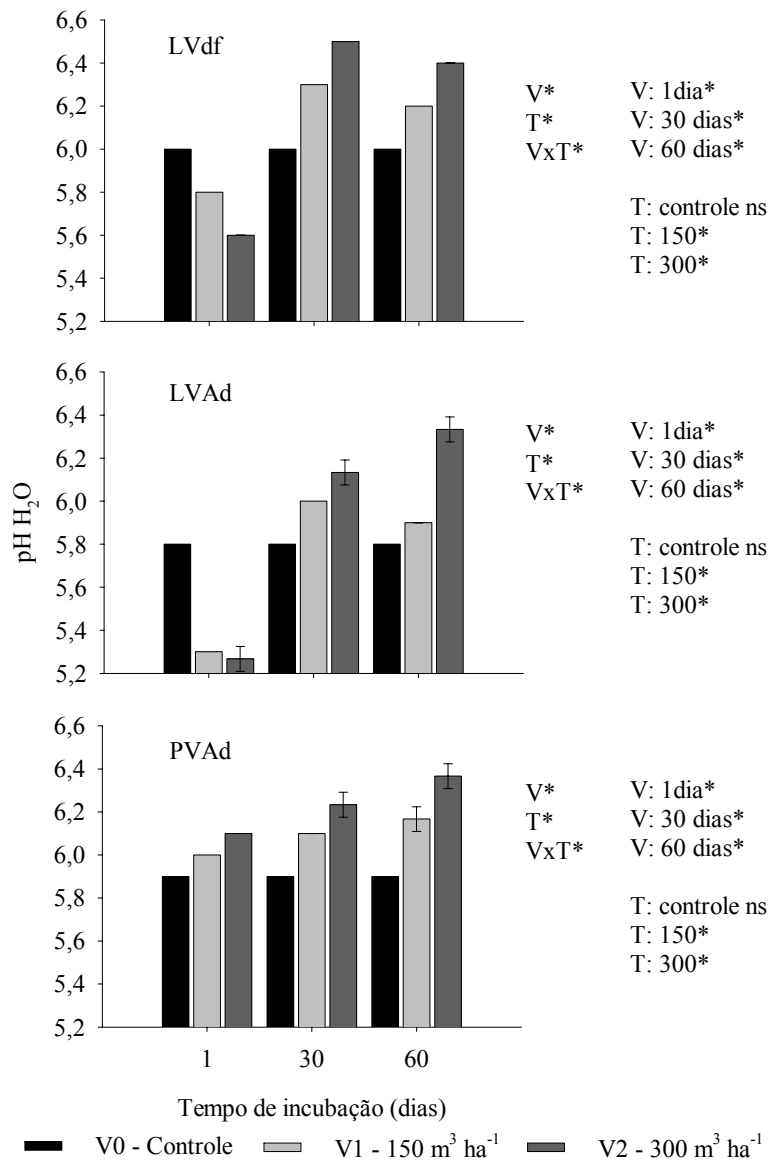 6,6
6,4
6,2
6,0
5,8
5,6
5,4
5,2
LVdf
V* V: 1dia*
T* V: 30 dias*
VxT* V: 60 dias*
T: controle ns
T: 150*
T: 300*
pH H₂O
6,6
6,4
6,2
6,0
5,8
5,6
5,4
5,2
LVAd
V* V: 1dia*
T* V: 30 dias*
VxT* V: 60 dias*
T: controle ns
T: 150*
T: 300*
6,6
6,4
6,2
6,0
5,8
5,6
5,4
5,2
PVAd
V* V: 1dia*
T* V: 30 dias*
VxT* V: 60 dias*
T: controle ns
T: 150*
T: 300*
1 30 60
Tempo de incubação (dias)
V0 - Controle V1 - 150 m³ ha⁻¹ V2 - 300 m³ ha⁻¹